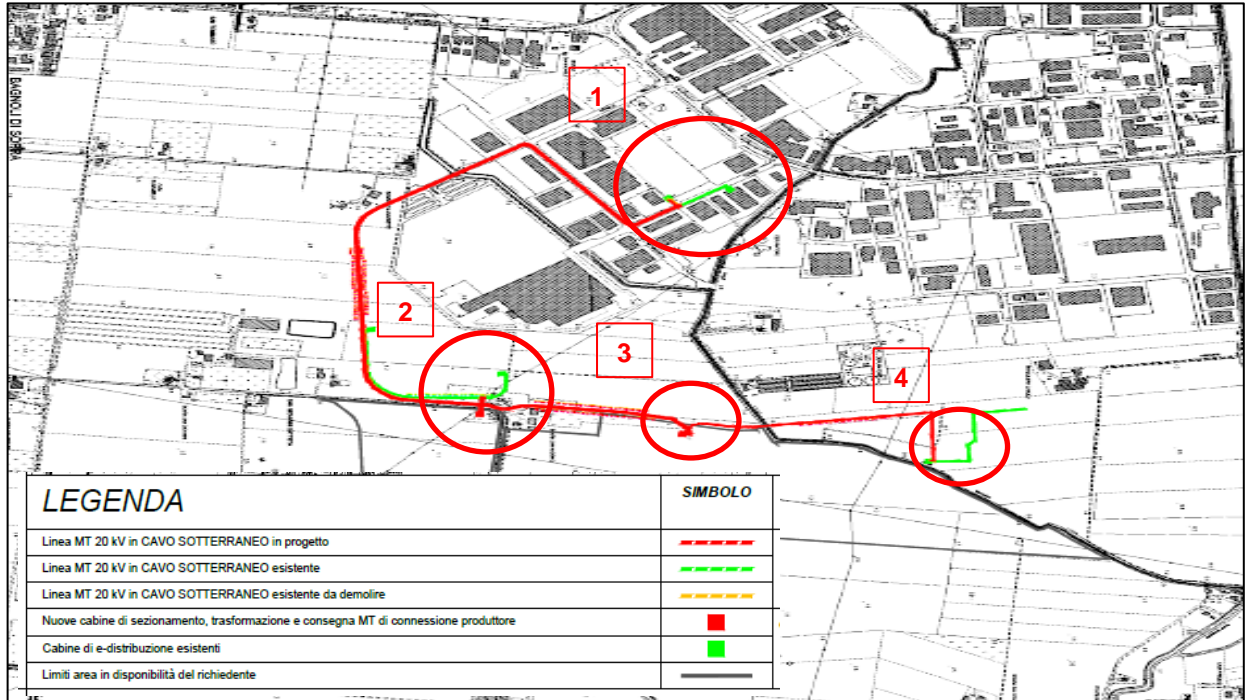 BAGNOLI DI SOPRA
1
2
3
4
LEGENDA
SIMBOLO
Linea MT 20 kV in CAVO SOTTERRANEO in progetto
Linea MT 20 kV in CAVO SOTTERRANEO esistente
Linea MT 20 kV in CAVO SOTTERRANEO esistente da demolire
Nuove cabine di sezionamento, trasformazione e consegna MT di connessione produttore
Cabine di e-distribuzione esistenti
Limiti area in disponibilità del richiedente